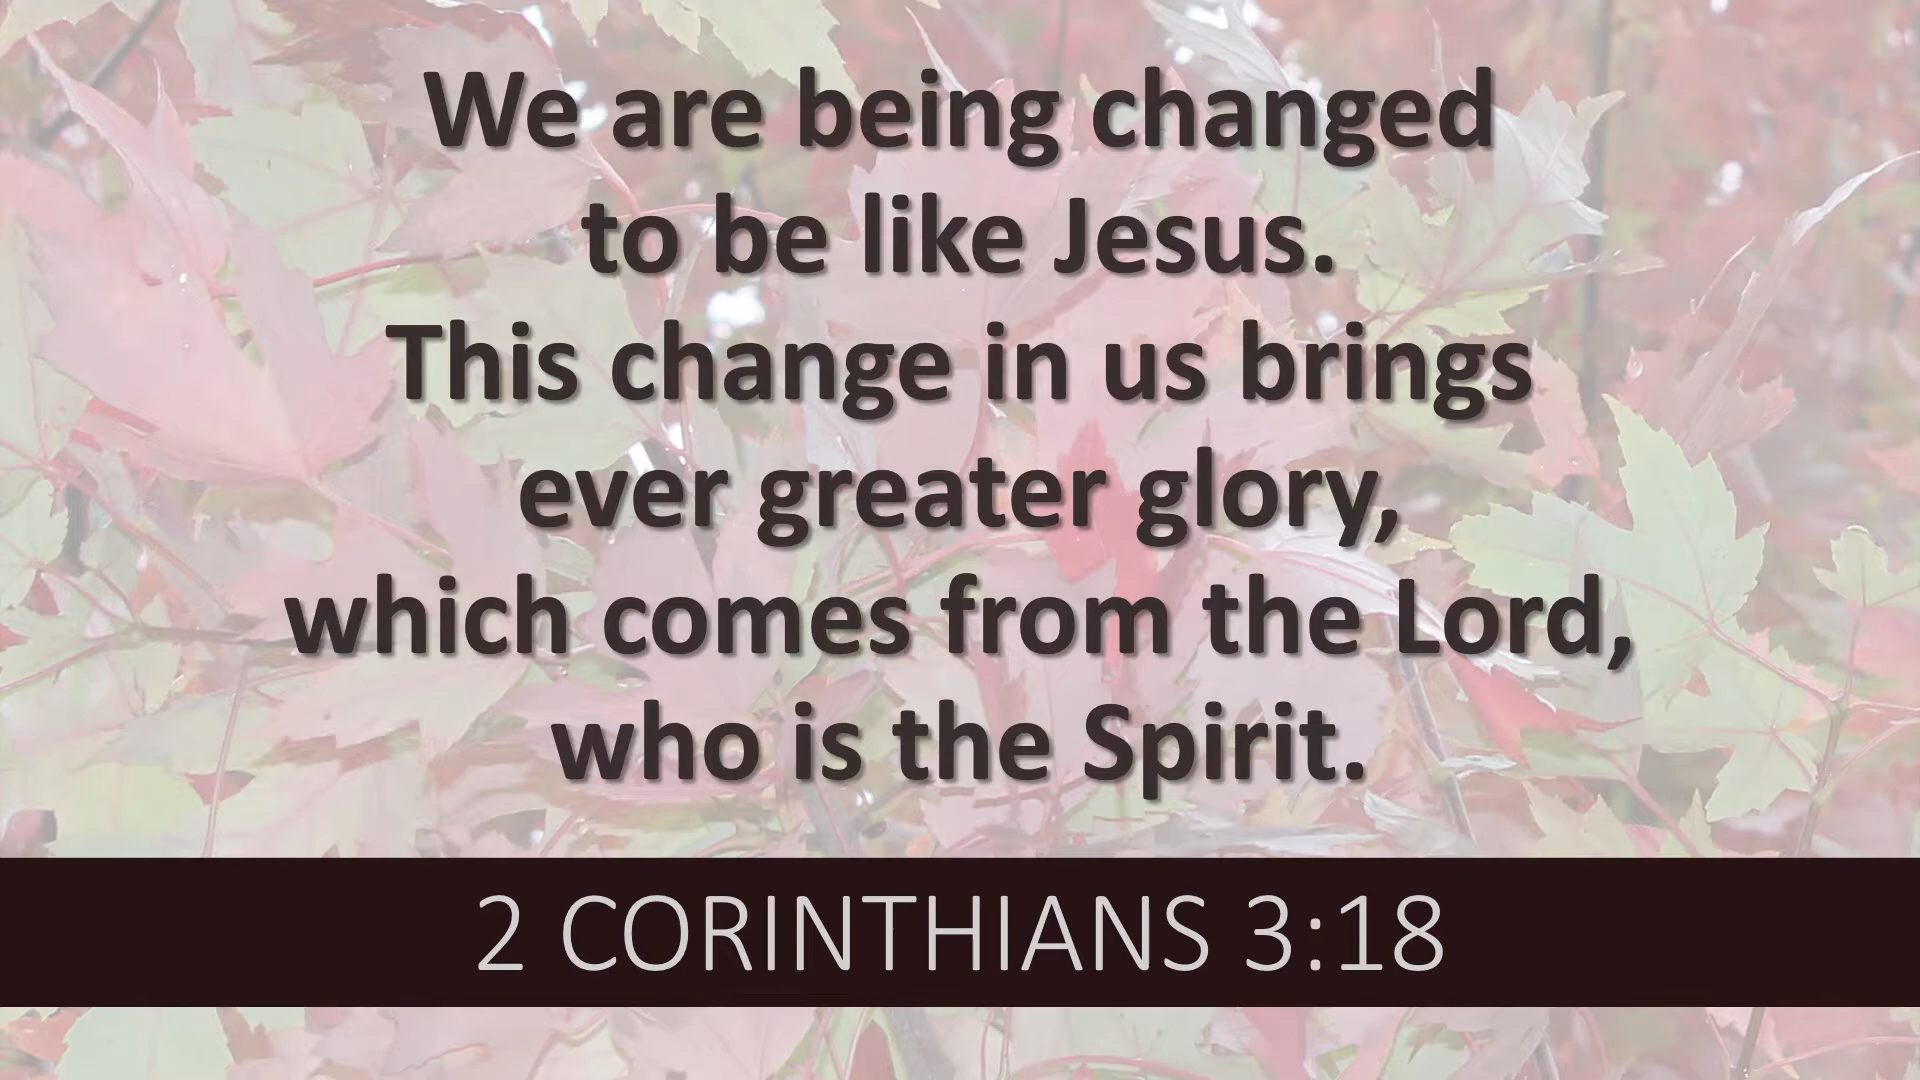 We are being changed
to be like Jesus.
This change in us brings
ever greater glory,
which comes from the Lord,
who is the Spirit.
2 CORINTHIANS 3:18